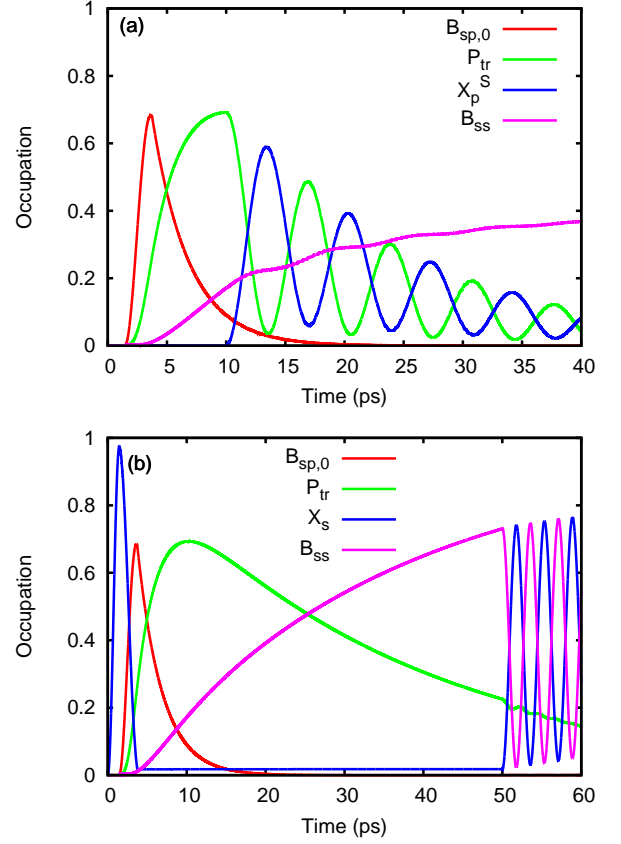 1
(a)
B_sp,0
P_tr
X_p^S
B_ss
0.8
0.6
0.4
0.2
0
Occupation
0 5 10 15 20 25 30 35 40
Time (ps)
1
(b)
B_sp,0
P_tr
X_s
B_ss
0.8
0.6
0.4
0.2
0
Occupation
0 10 20 30 40 50 60
Time (ps)